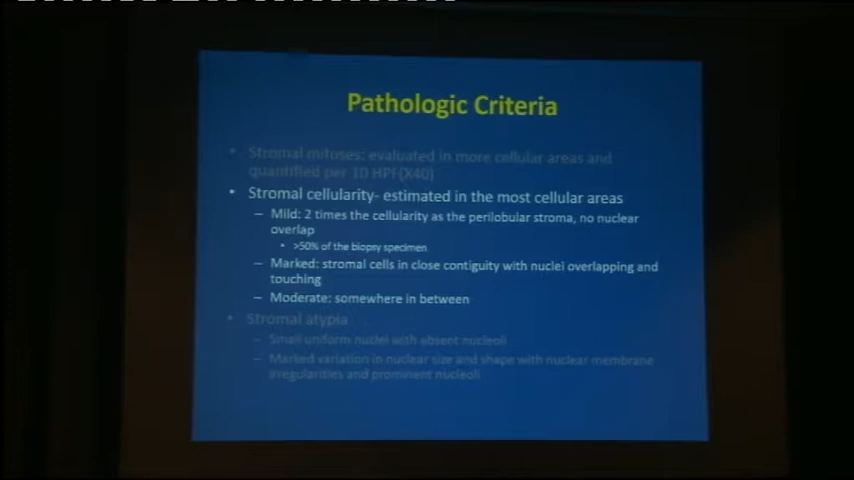 Pathologic Criteria
• Stromal mitoses: evaluated in more cellular areas and
quantified per 10 HPF(X40)
• Stromal cellularity- estimated in the most cellular areas
– Mild: 2 times the cellularity as the perilobular stroma, no nuclear
overlap
• >50% of the biopsy specimen
– Marked: stromal cells in close contiguity with nuclei overlapping and
touching
– Moderate: somewhere in between
• Stromal atypia
– Small uniform nuclei with absent nucleoli
– Marked variation in nuclear size and shape with nuclear membrane
irregularities and prominent nucleoli